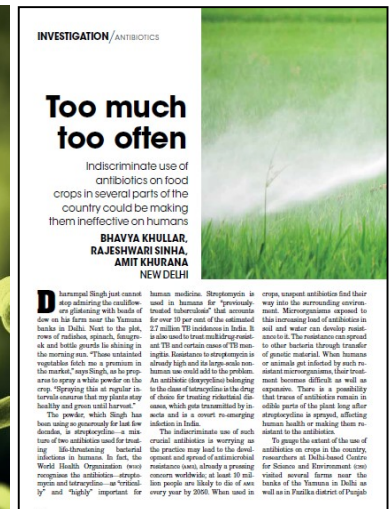 INVESTIGATION/ANTIBIOTICS
Too much
too often
Indiscriminate use of
antibiotics on food
crops in several parts of the
country could be making
them ineffective on humans
BHAVYA KHULLAR,
RAJESHWARI SINHA,
AMIT KHURANA
NEW DELHI
Dharampal Singh just cannot
stop admiring the cauliflow-
ers glistening with beads of
dew on his farm near the Yamuna
banks in Delhi. Next to the plot,
rows of radishes, spinach, fenugre-
ek and bottle gourds lie shining in
the morning sun. "These untainted
vegetables fetch me a premium in
the market," says Singh, as he prep-
ares to spray a white powder on the
crop. "Spraying this at regular in-
tervals ensures that my plants stay
healthy and green until harvest."
The powder, which Singh has
been using so generously for last few
decades, is streptocycline—a mix-
ture of two antibiotics used for treat-
ing life-threatening bacterial
infections in humans. In fact, the
World Health Organization (WHO)
recognises the antibiotics—strepto-
mycin and tetracycline—as "critical-
ly" and "highly" important for
human medicine. Streptomycin is
used in humans for "previously-
treated tuberculosis" that accounts
for over 10 per cent of the estimated
2.7 million TB incidences in India. It
is also used to treat multidrug-resist-
ant TB and certain cases of TB men-
ingitis. Resistance to streptomycin is
already high and its large-scale non-
human use could add to the problem.
An antibiotic (doxycycline) belonging
to the class of tetracycline is the drug
of choice for treating rickettsial dis-
eases, which gets transmitted by in-
sects and is a covert re-emerging
infection in India.
The indiscriminate use of such
crucial antibiotics is worrying as
the practice may lead to the devel-
opment and spread of antimicrobial
resistance (AMR), already a pressing
concern worldwide; at least 10 mil-
lion people are likely to die of AMR
every year by 2050. When used in
crops, unspent antibiotics find their
way into the surrounding environ-
ment. Microorganisms exposed to
this increasing load of antibiotics in
soil and water can develop resist-
ance to it. The resistance can spread
to other bacteria through transfer
of genetic material. When humans
or animals get infected by such re-
sistant microorganisms, their treat-
ment becomes difficult as well as
expensive. There is a possibility
that traces of antibiotics remain in
edible parts of the plant long after
streptocycline is sprayed, affecting
human health or making them re-
sistant to the antibiotics.
To gauge the extent of the use of
antibiotics on crops in the country,
researchers at Delhi-based Centre
for Science and Environment (CSE)
visited several farms near the
banks of the Yamuna in Delhi as
well as in Fazilka district of Punjab